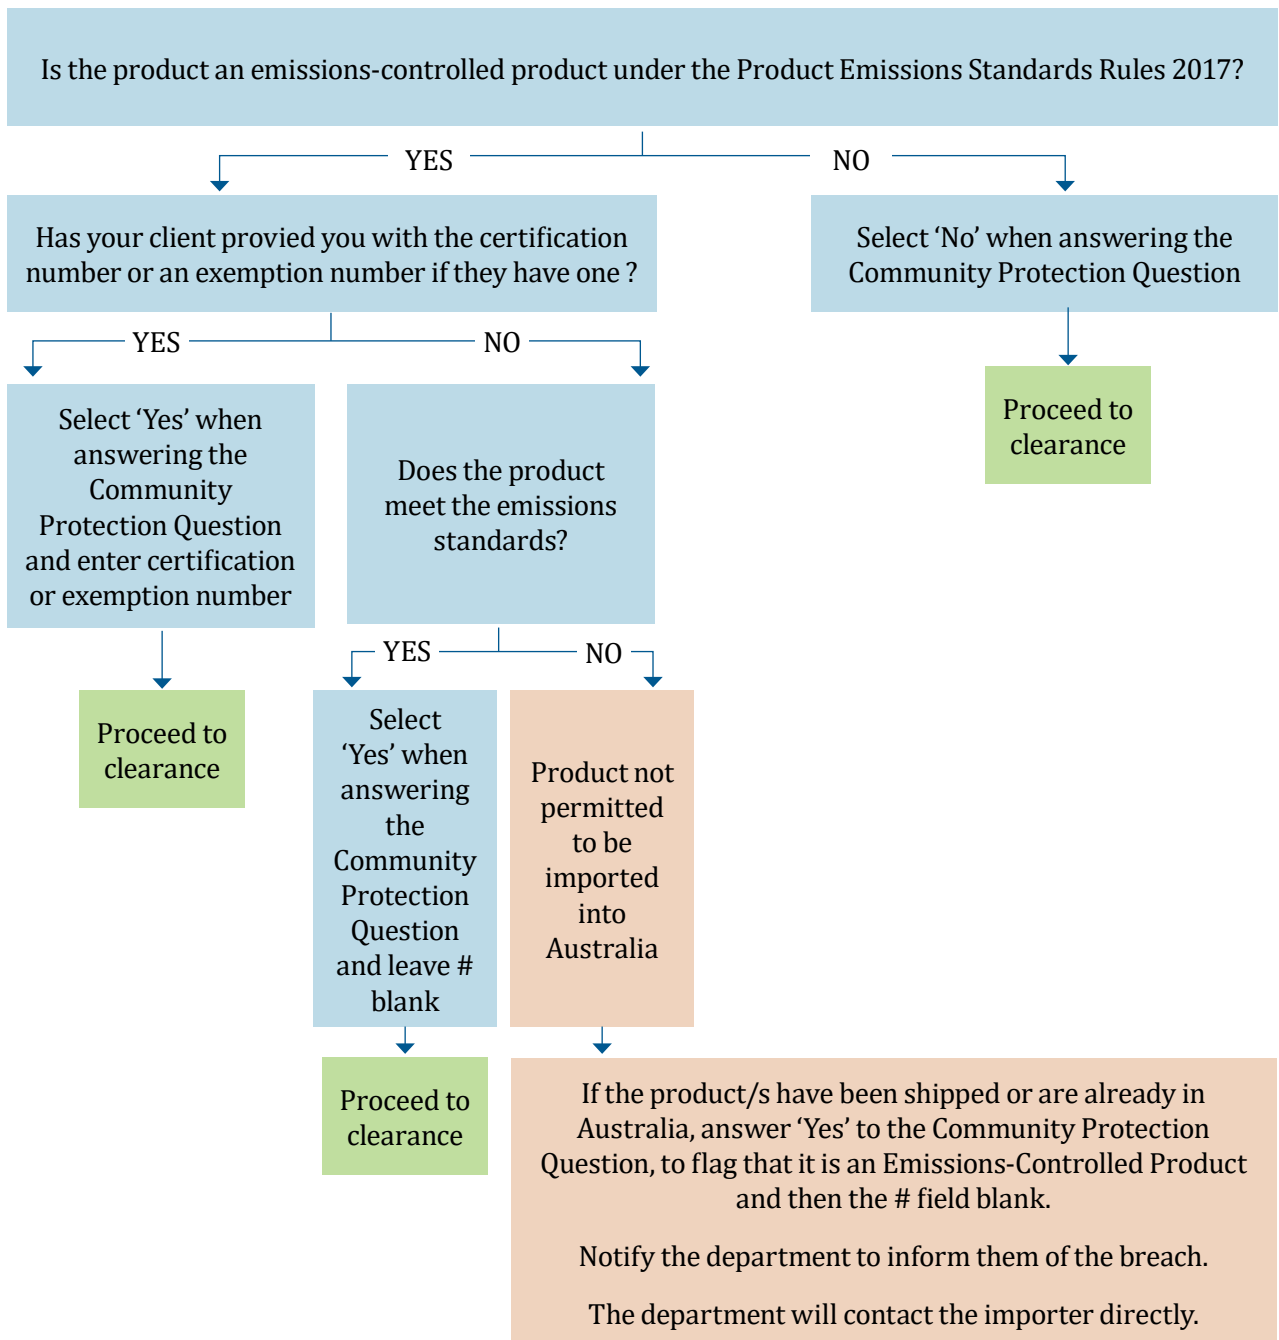 Is the product an emissions-controlled product under the Product Emissions Standards Rules 2017?
YES
NO
Has your client provied you with the certification
number or an exemption number if they have one ?
Select ‘No’ when answering the
Community Protection Question
YES
NO
Proceed to
clearance
Select ‘Yes’ when
answering the
Community
Protection Question
and enter certification
or exemption number
Does the product
meet the emissions
standards?
YES
NO
Proceed to
clearance
Select
‘Yes’ when
answering
the
Community
Protection
Question
and leave #
blank
Product not
permitted
to be
imported
into
Australia
Proceed to
clearance
If the product/s have been shipped or are already in
Australia, answer ‘Yes’ to the Community Protection
Question, to flag that it is an Emissions-Controlled Product
and then the # field blank.
Notify the department to inform them of the breach.
The department will contact the importer directly.